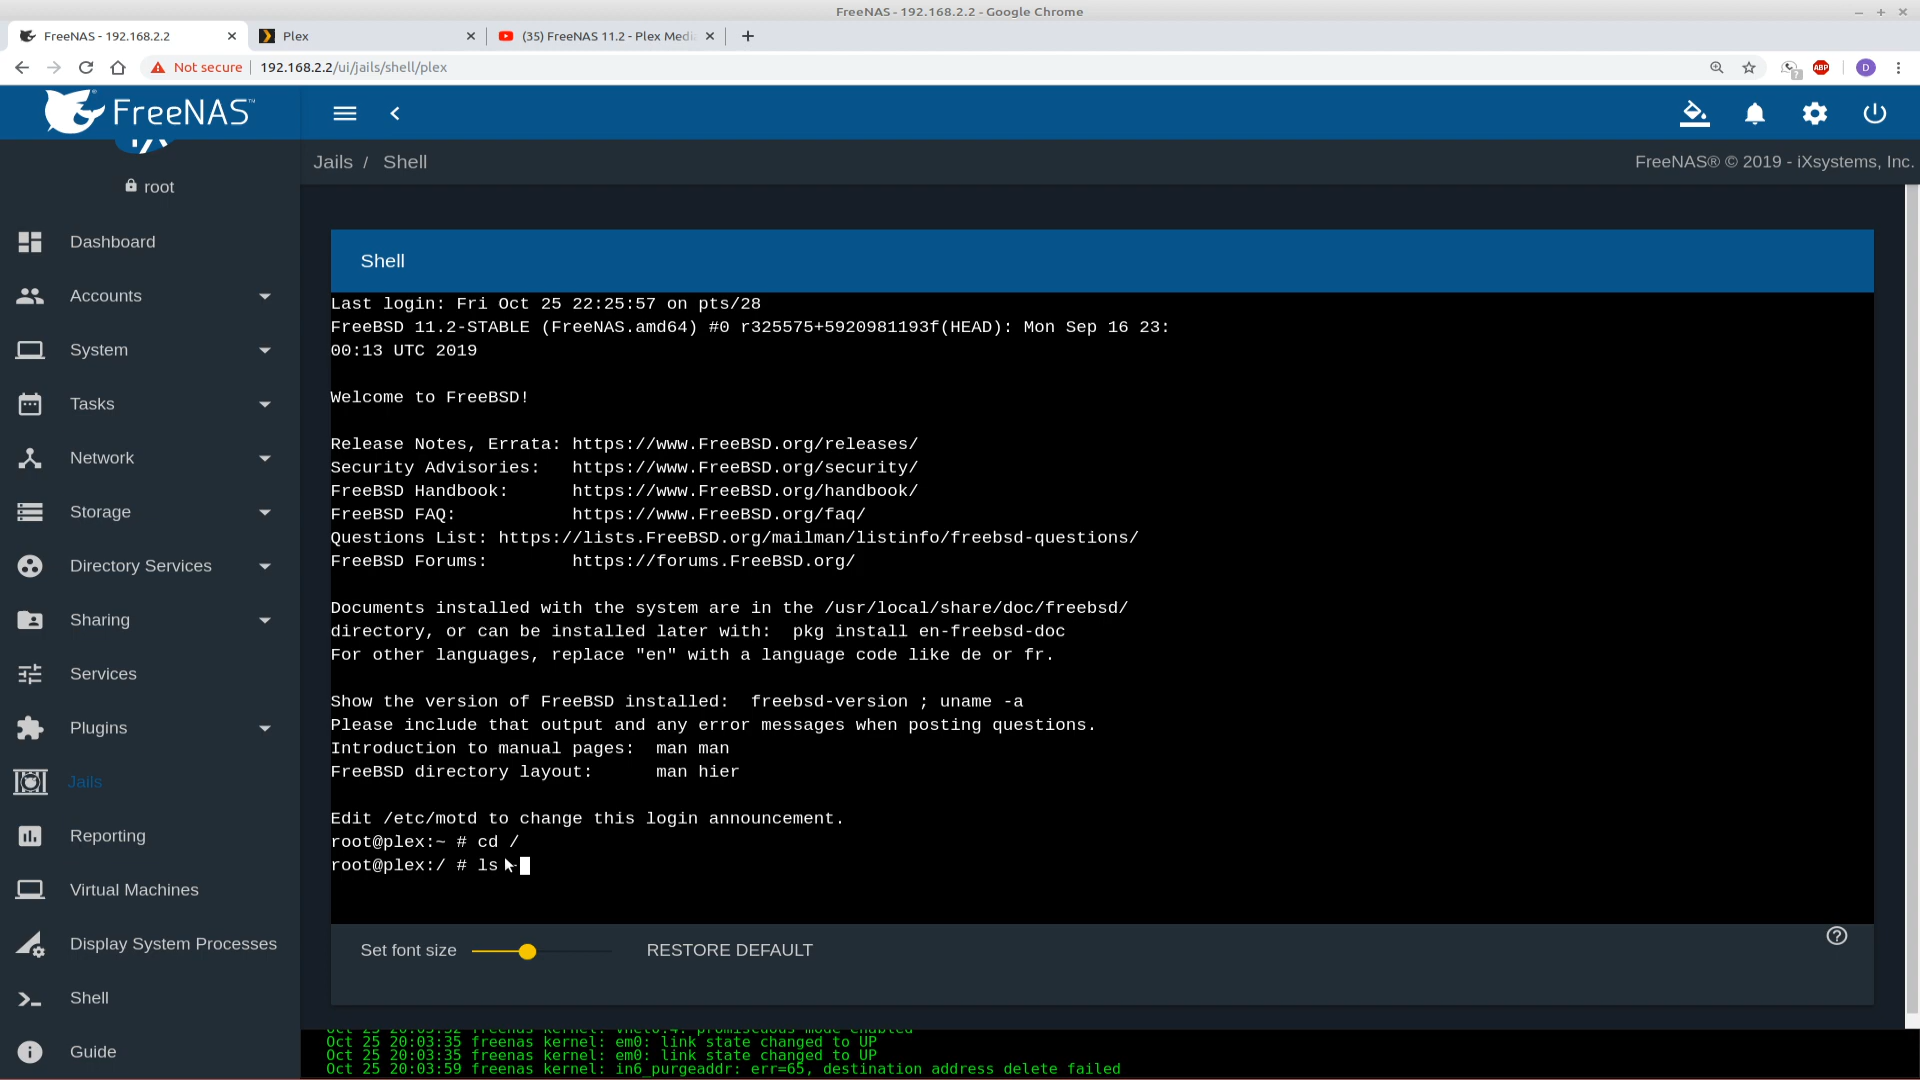 FreeNAS - 192.168.2.2 - Google Chrome
FreeNAS - 192.168.2.2
Plex
(35) FreeNAS 11.2 - Plex Medi
Not secure
192.168.2.2/ui/jails/shell/plex
ABP
D
FreeNAS™
Jails / Shell
FreeNAS® © 2019 - iXsystems, Inc.
root
Dashboard
Accounts
System
Tasks
Network
Storage
Directory Services
Sharing
Services
Plugins
Jails
Reporting
Virtual Machines
Display System Processes
Shell
Guide
Shell
Last login: Fri Oct 25 22:25:57 on pts/28
FreeBSD 11.2-STABLE (FreeNAS.amd64) #0 r325575+5920981193f(HEAD): Mon Sep 16 23:
00:13 UTC 2019
Welcome to FreeBSD!
Release Notes, Errata: https://www.FreeBSD.org/releases/
Security Advisories:   https://www.FreeBSD.org/security/
FreeBSD Handbook:      https://www.FreeBSD.org/handbook/
FreeBSD FAQ:           https://www.FreeBSD.org/faq/
Questions List: https://lists.FreeBSD.org/mailman/listinfo/freebsd-questions/
FreeBSD Forums:        https://forums.FreeBSD.org/
Documents installed with the system are in the /usr/local/share/doc/freebsd/
directory, or can be installed later with:  pkg install en-freebsd-doc
For other languages, replace "en" with a language code like de or fr.
Show the version of FreeBSD installed:  freebsd-version ; uname -a
Please include that output and any error messages when posting questions.
Introduction to manual pages:  man man
FreeBSD directory layout:      man hier
Edit /etc/motd to change this login announcement.
root@plex:~ # cd /
root@plex:/ # ls
Set font size
RESTORE DEFAULT
Oct 25 20:03:32 freenas kernel: vnet0.4: promiscuous mode enabled
Oct 25 20:03:35 freenas kernel: em0: link state changed to UP
Oct 25 20:03:35 freenas kernel: em0: link state changed to UP
Oct 25 20:03:59 freenas kernel: in6_purgeaddr: err=65, destination address delete failed